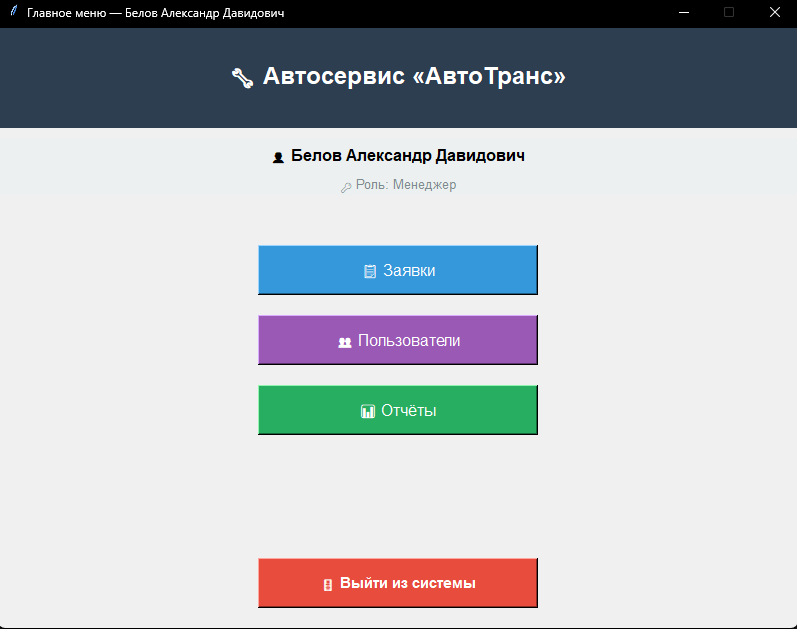 Главное меню — Белов Александр Давидович
Автосервис «АвтоТранс»
Белов Александр Давидович
Роль: Менеджер
Заявки
Пользователи
Отчёты
Выйти из системы